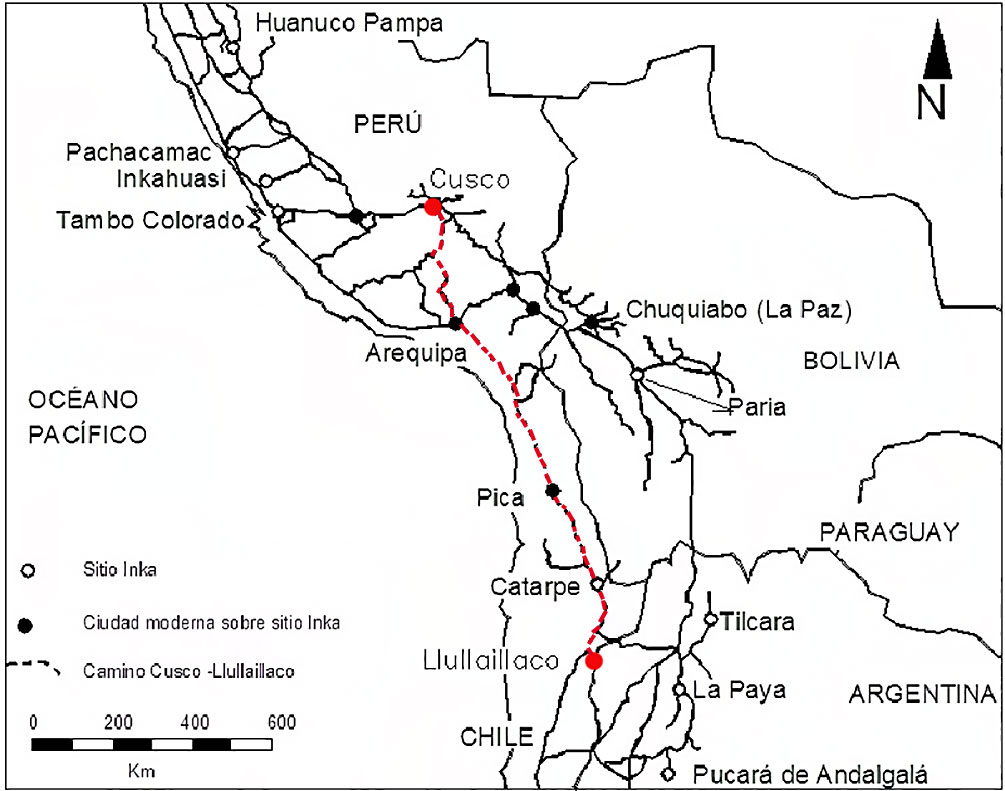 Huanuco Pampa
N
PERÚ
Pachacamac
Inkahuasi
Cusco
Tambo Colorado
Chuquiabo (La Paz)
Arequipa
BOLIVIA
OCÉANO
PACÍFICO
Paria
Pica
PARAGUAY
Sitio Inka
Catarpe
Ciudad moderna sobre sitio Inka
Tilcara
Llullaillaco
Camino Cusco -Llullaillaco
La Paya
ARGENTINA
0 200 400 600
Km
CHILE
Pucará de Andalgalá